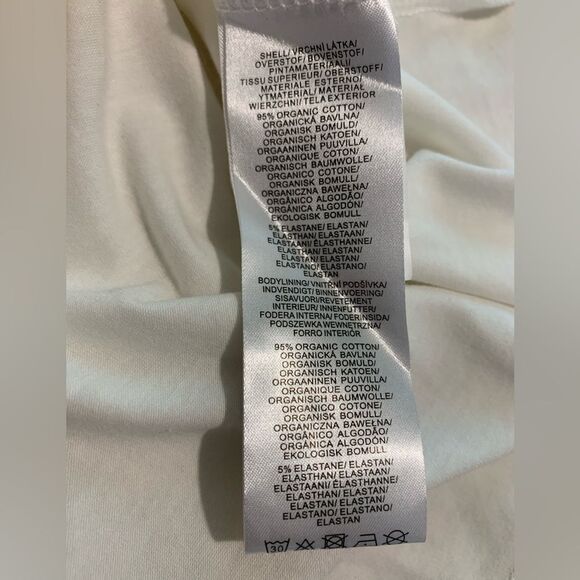 SHELL/ VRCHNÍ LÁTKA/
OVERSTOF/ BOVENSTOF/
PINTAMATERIAALI/
TISSU SUPERIEUR/ OBERSTOFF/
MATERIALE ESTERNO/
YTMATERIAL/ MATERIAŁ
WIERZCHNI/ TELA EXTERIOR
95% ORGANIC COTTON/
ORGANICKÁ BAVLNA/
ORGANISK BOMULD/
ORGANISCH KATOEN/
ORGAANINEN PUUVILLA/
ORGANIQUE COTON/
ORGANISCH BAUMWOLLE/
ORGANICO COTONE/
ORGANISK BOMULL/
ORGANICZNA BAWEŁNA/
ORGÂNICO ALGODÃO/
ORGÂNICA ALGODÓN/
EKOLOGISK BOMULL
5% ELASTANE/ ELASTAN/
ELASTHAN/ ELASTAAN/
ELASTAANI/ ÉLASTHANNE/
ELASTHAN/ ELASTAN/
ELASTAN/ ELASTAN/
ELASTANO/ ELASTANO/
ELASTAN
BODYLINING/ VNITŘNÍ PODŠÍVKA/
INDVENDIGT/ BINNENVOERING/
SISAVUORI/REVETEMENT
INTERIEUR/ INNENFUTTER/
FODERA INTERNA/ FODERINSIDA/
PODSZEWKA WEWNĘTRZNA/
FORRO INTERIOR
95% ORGANIC COTTON/
ORGANICKÁ BAVLNA/
ORGANISK BOMULD/
ORGANISCH KATOEN/
ORGAANINEN PUUVILLA/
ORGANIQUE COTON/
ORGANISCH BAUMWOLLE/
ORGANICO COTONE/
ORGANISK BOMULL/
ORGANICZNA BAWEŁNA/
ORGÂNICO ALGODÃO/
ORGÂNICA ALGODÓN/
EKOLOGISK BOMULL
5% ELASTANE/ ELASTAN/
ELASTHAN/ ELASTAAN/
ELASTAANI/ ÉLASTHANNE/
ELASTHAN/ ELASTAN/
ELASTAN/ ELASTAN/
ELASTANO/ ELASTANO/
ELASTAN
30